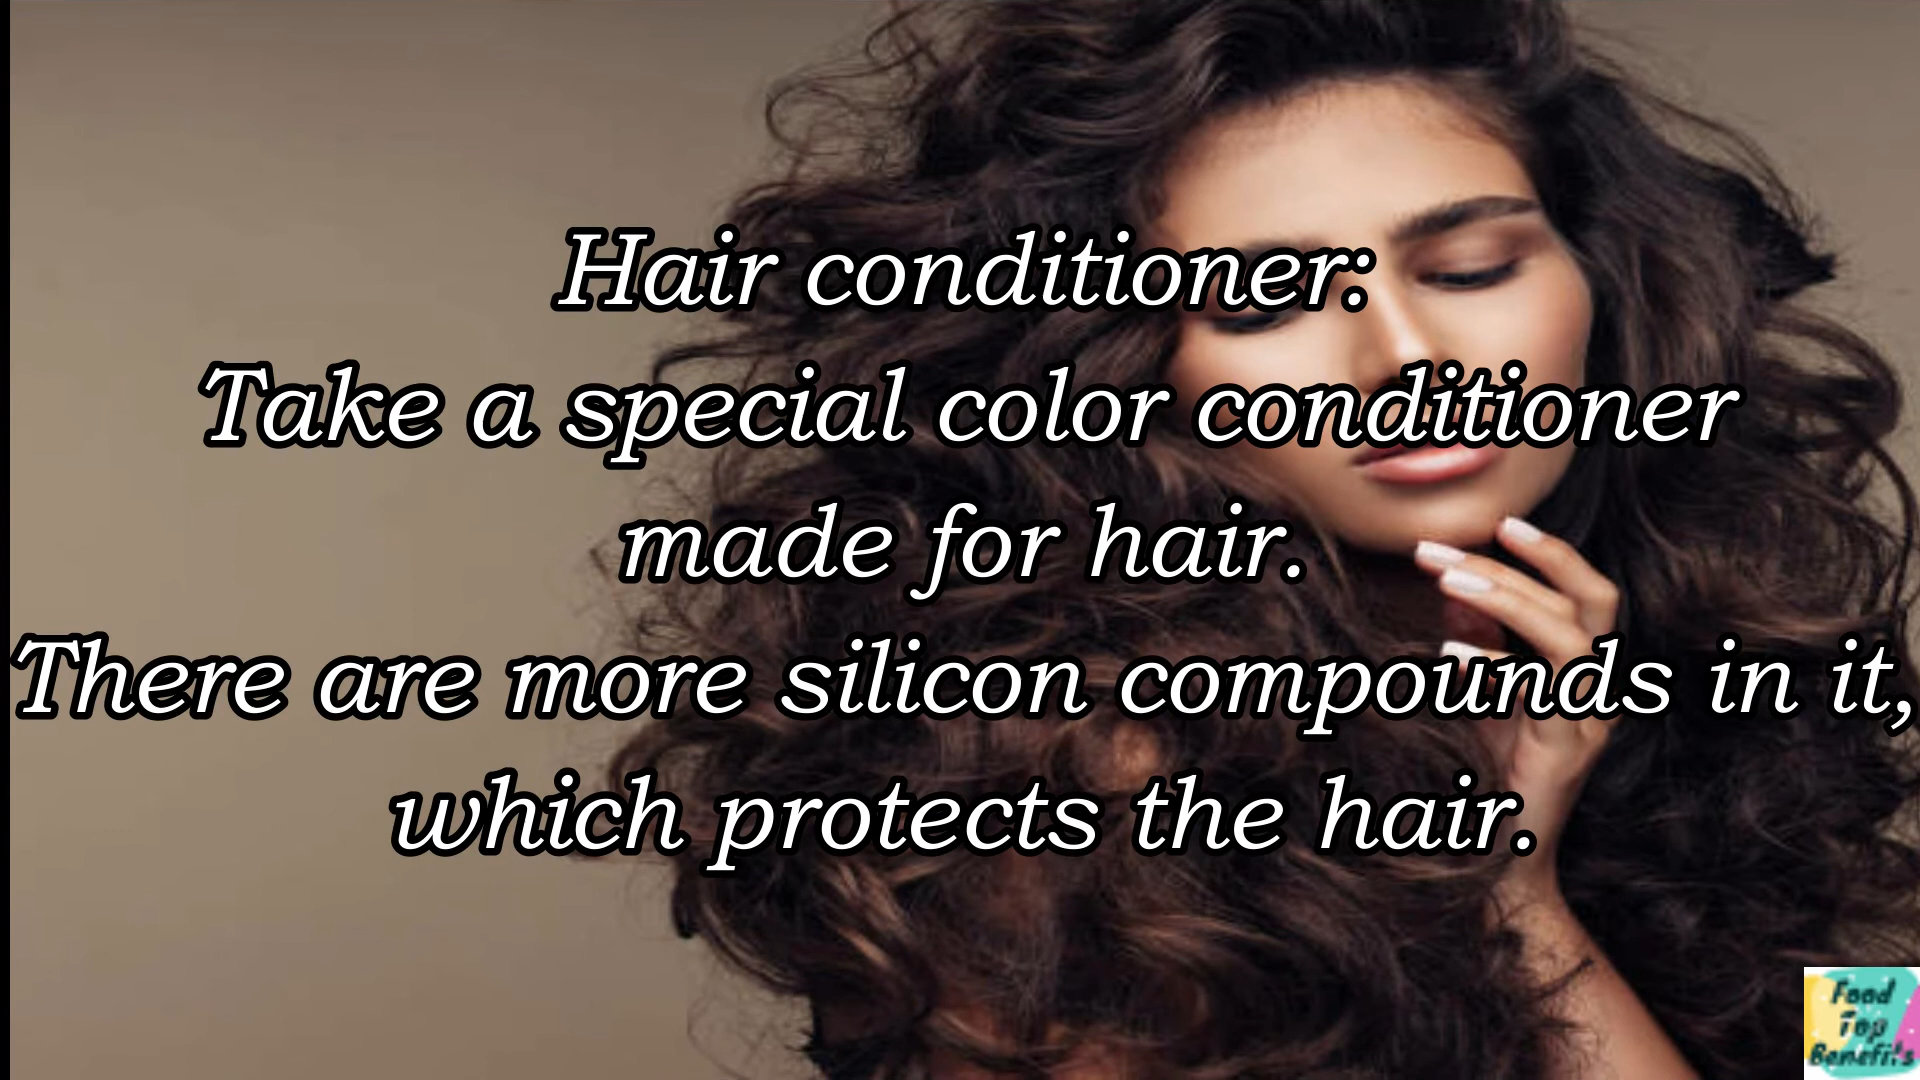 Hair conditioner:
Take a special color conditioner
made for hair.
There are more silicon compounds in it,
which protects the hair.
Food
Top
Benefits